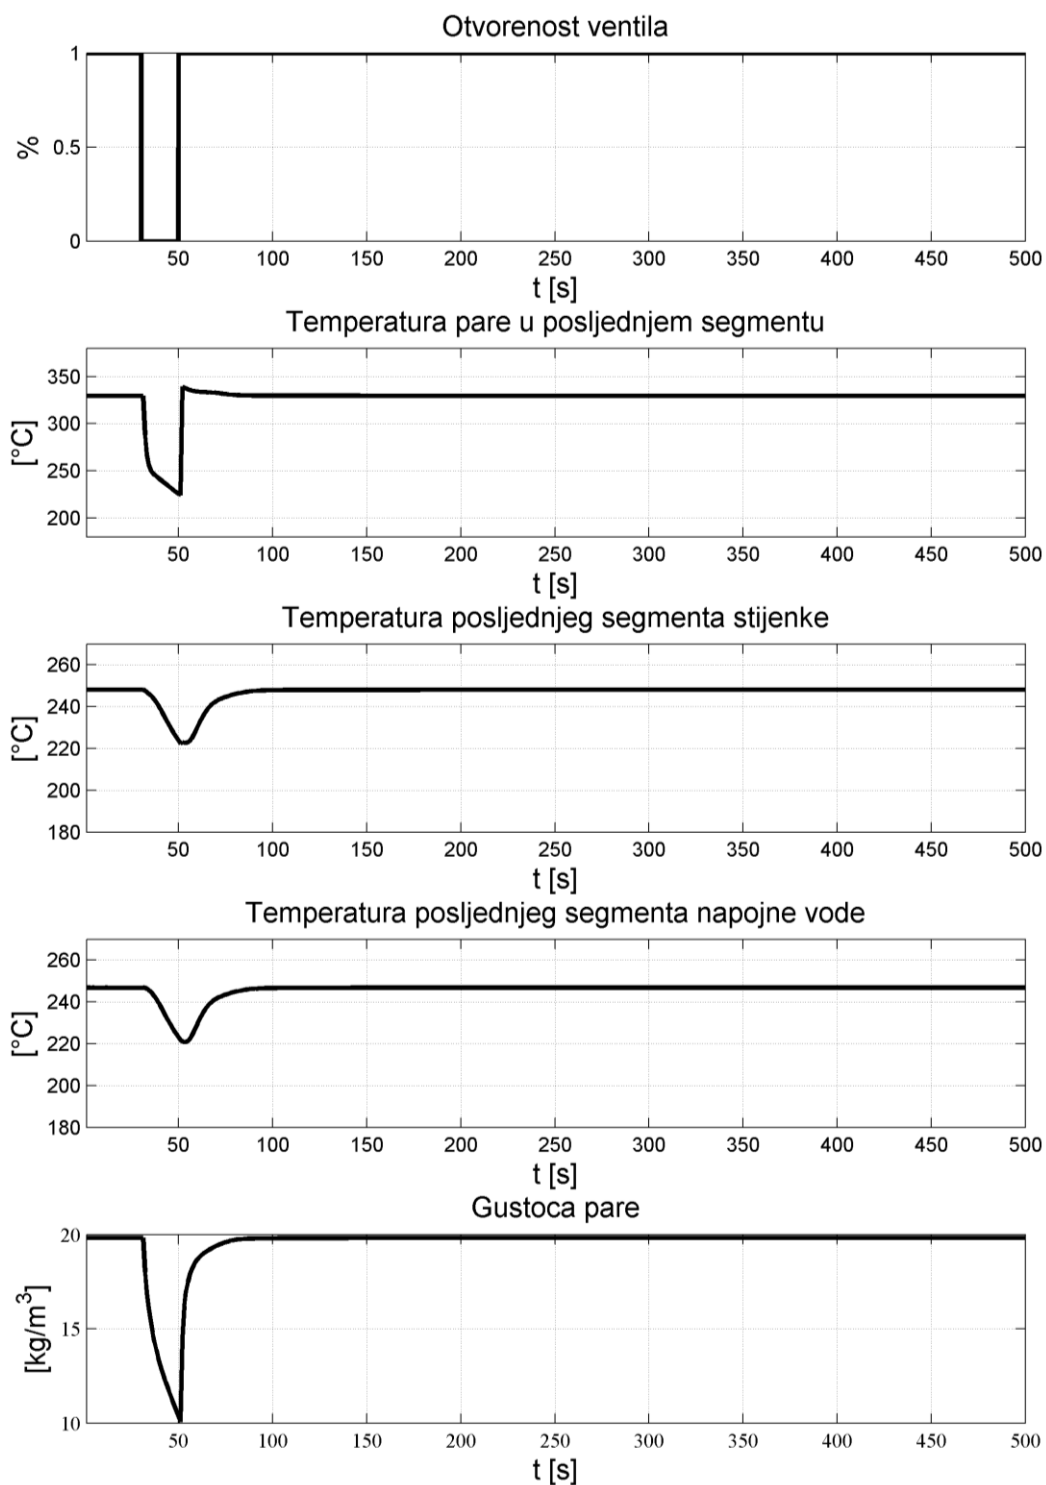 Otvorenost ventila
1
0.5
0
%
50 100 150 200 250 300 350 400 450 500
t [s]
Temperatura pare u posljednjem segmentu
350
300
250
200
[°C]
50 100 150 200 250 300 350 400 450 500
t [s]
Temperatura posljednjeg segmenta stijenke
260
240
220
200
180
[°C]
50 100 150 200 250 300 350 400 450 500
t [s]
Temperatura posljednjeg segmenta napojne vode
260
240
220
200
180
[°C]
50 100 150 200 250 300 350 400 450 500
t [s]
Gustoca pare
20
15
10
[kg/m³]
50 100 150 200 250 300 350 400 450 500
t [s]